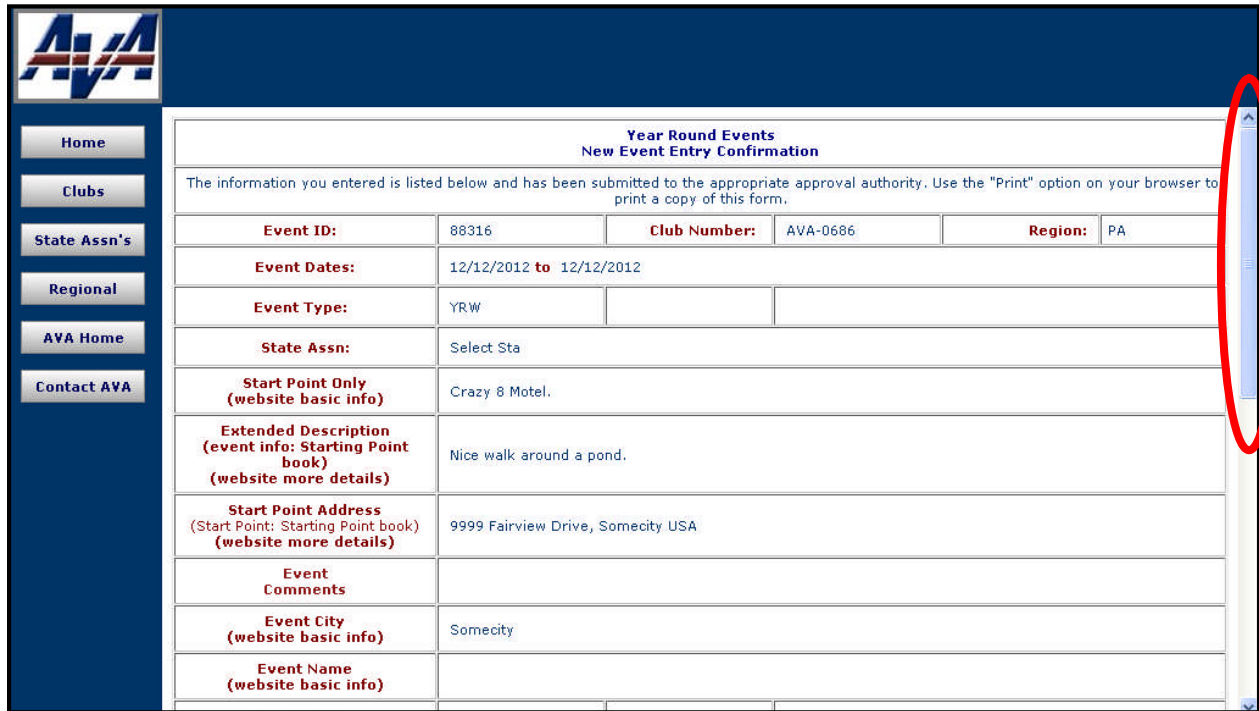 AVA
Home
Clubs
State Assn's
Regional
AVA Home
Contact AVA
Year Round Events
New Event Entry Confirmation
The information you entered is listed below and has been submitted to the appropriate approval authority. Use the "Print" option on your browser to
print a copy of this form.
Event ID: 88316 Club Number: AVA-0686 Region: PA
Event Dates: 12/12/2012 to 12/12/2012
Event Type: YRW
State Assn: Select Sta
Start Point Only
(website basic info)
Crazy 8 Motel.
Extended Description
(event info: Starting Point
book)
(website more details)
Nice walk around a pond.
Start Point Address
(Start Point: Starting Point book)
(website more details)
9999 Fairview Drive, Somecity USA
Event
Comments
Event City
(website basic info)
Somecity
Event Name
(website basic info)